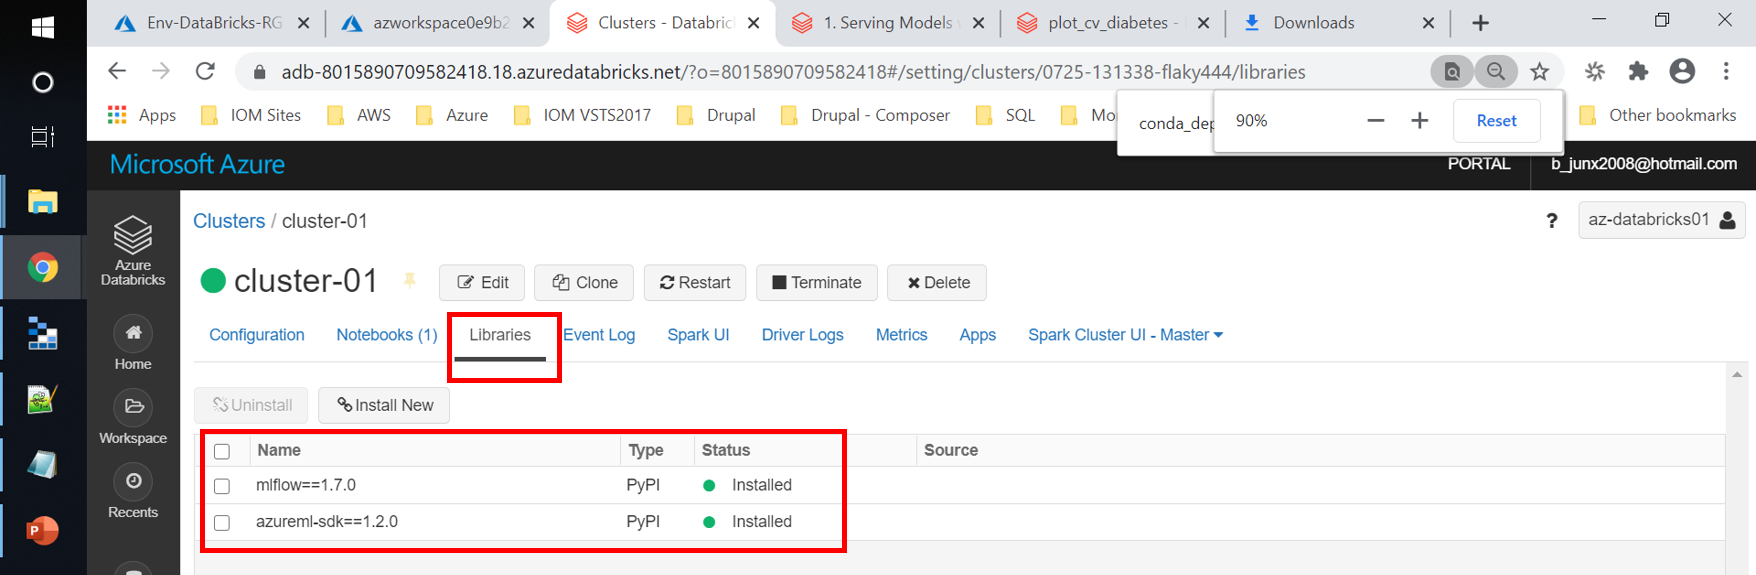 Env-DataBricks-RG
azworkspace0e9b2
Clusters - Databric
1. Serving Models
plot_cv_diabetes -
Downloads
adb-8015890709582418.18.azuredatabricks.net/?o=8015890709582418#/setting/clusters/0725-131338-flaky444/libraries
Apps
IOM Sites
AWS
Azure
IOM VSTS2017
Drupal
Drupal - Composer
SQL
Mo
Other bookmarks
conda_dep
90%
Reset
Microsoft Azure
PORTAL
b_junx2008@hotmail.com
Azure
Databricks
Home
Workspace
Recents
Clusters / cluster-01
?
az-databricks01
cluster-01
Edit
Clone
Restart
Terminate
Delete
Configuration
Notebooks (1)
Libraries
Event Log
Spark UI
Driver Logs
Metrics
Apps
Spark Cluster UI - Master
Uninstall
Install New
Name Type Status Source
mlflow==1.7.0 PyPI Installed
azureml-sdk==1.2.0 PyPI Installed
P